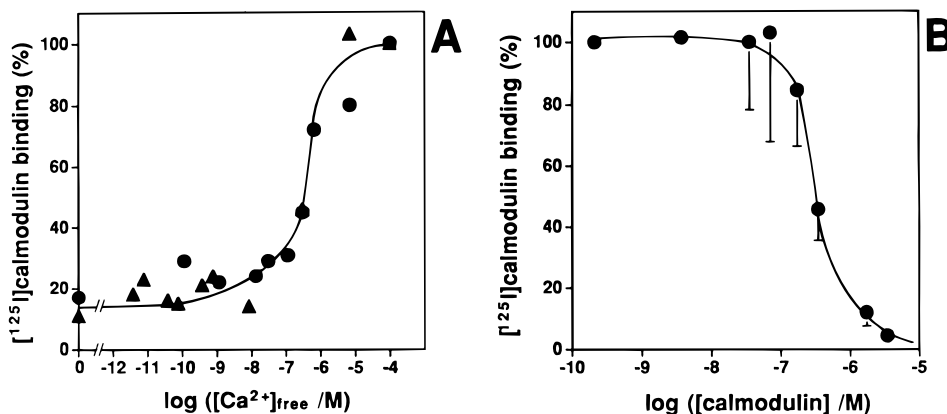 A
[¹²⁵I]calmodulin binding (%)
100
80
60
40
20
0
0 -12 -11 -10 -9 -8 -7 -6 -5 -4
log ([Ca²⁺]free /M)
B
[¹²⁵I]calmodulin binding (%)
100
80
60
40
20
0
-10 -9 -8 -7 -6 -5
log ([calmodulin] /M)